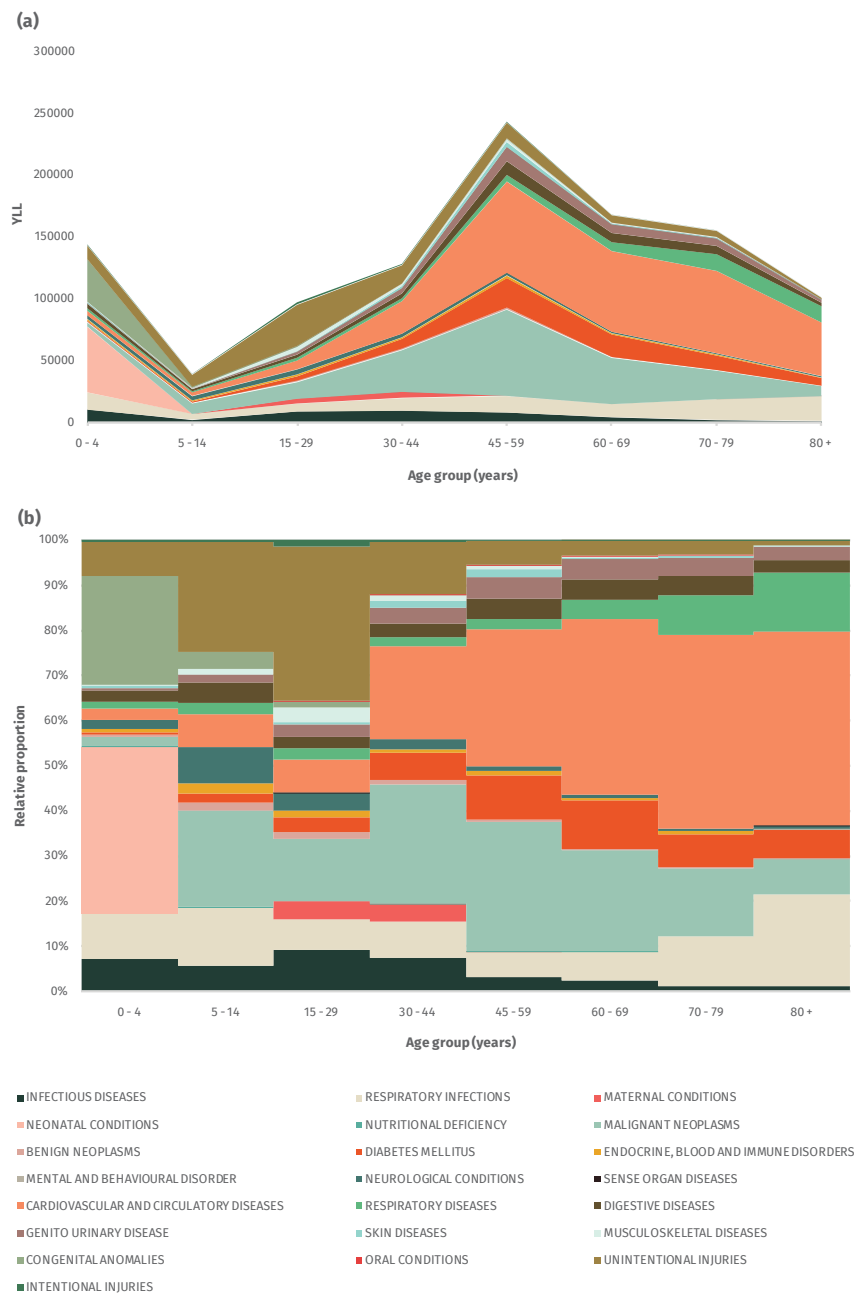 (a)
300000
250000
200000
150000
100000
50000
0
YLL
0 - 4 5 - 14 15 - 29 30 - 44 45 - 59 60 - 69 70 - 79 80 +
Age group (years)
(b)
100%
90%
80%
70%
60%
50%
40%
30%
20%
10%
0%
Relative proportion
0 - 4 5 - 14 15 - 29 30 - 44 45 - 59 60 - 69 70 - 79 80 +
Age group (years)
INFECTIOUS DISEASES RESPIRATORY INFECTIONS MATERNAL CONDITIONS
NEONATAL CONDITIONS NUTRITIONAL DEFICIENCY MALIGNANT NEOPLASMS
BENIGN NEOPLASMS DIABETES MELLITUS ENDOCRINE, BLOOD AND IMMUNE DISORDERS
MENTAL AND BEHAVIOURAL DISORDER NEUROLOGICAL CONDITIONS SENSE ORGAN DISEASES
CARDIOVASCULAR AND CIRCULATORY DISEASES RESPIRATORY DISEASES DIGESTIVE DISEASES
GENITO URINARY DISEASE SKIN DISEASES MUSCULOSKELETAL DISEASES
CONGENITAL ANOMALIES ORAL CONDITIONS UNINTENTIONAL INJURIES
INTENTIONAL INJURIES